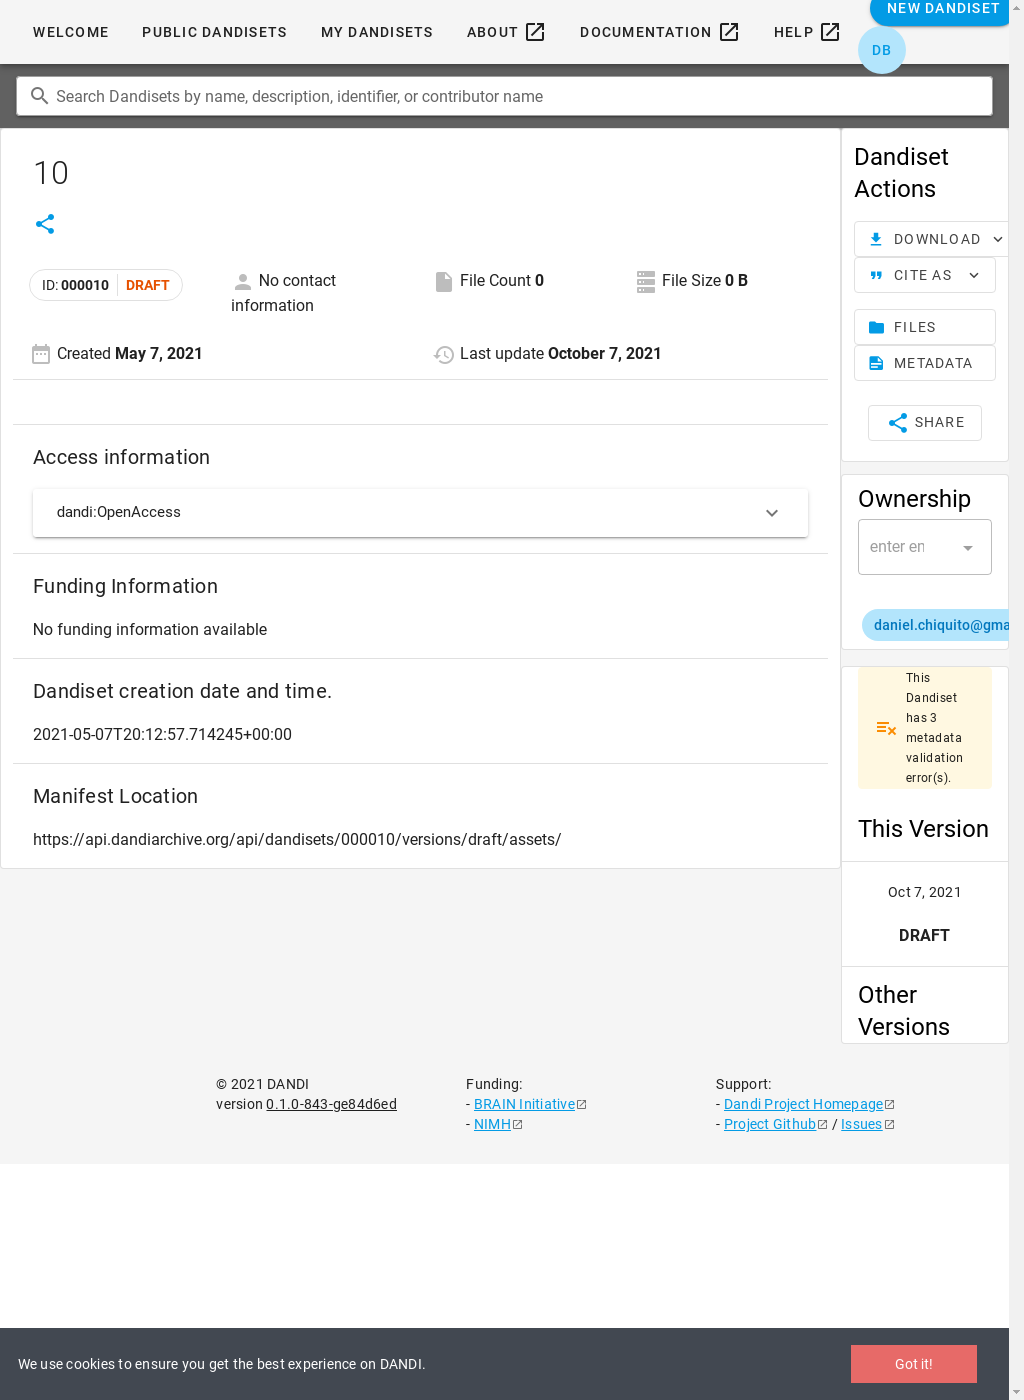 WELCOME PUBLIC DANDISETS MY DANDISETS ABOUT DOCUMENTATION HELP NEW DANDISET
DB
Search Dandisets by name, description, identifier, or contributor name
10
ID: 000010 DRAFT
No contact information
File Count 0
File Size 0 B
Created May 7, 2021
Last update October 7, 2021
Access information
dandi:OpenAccess
Funding Information
No funding information available
Dandiset creation date and time.
2021-05-07T20:12:57.714245+00:00
Manifest Location
https://api.dandiarchive.org/api/dandisets/000010/versions/draft/assets/
Dandiset
Actions
DOWNLOAD
CITE AS
FILES
METADATA
SHARE
Ownership
enter en
daniel.chiquito@gma
This
Dandiset
has 3
metadata
validation
error(s).
This Version
Oct 7, 2021
DRAFT
Other
Versions
© 2021 DANDI
version 0.1.0-843-ge84d6ed
Funding:
- BRAIN Initiative
- NIMH
Support:
- Dandi Project Homepage
- Project Github / Issues
We use cookies to ensure you get the best experience on DANDI.
Got it!